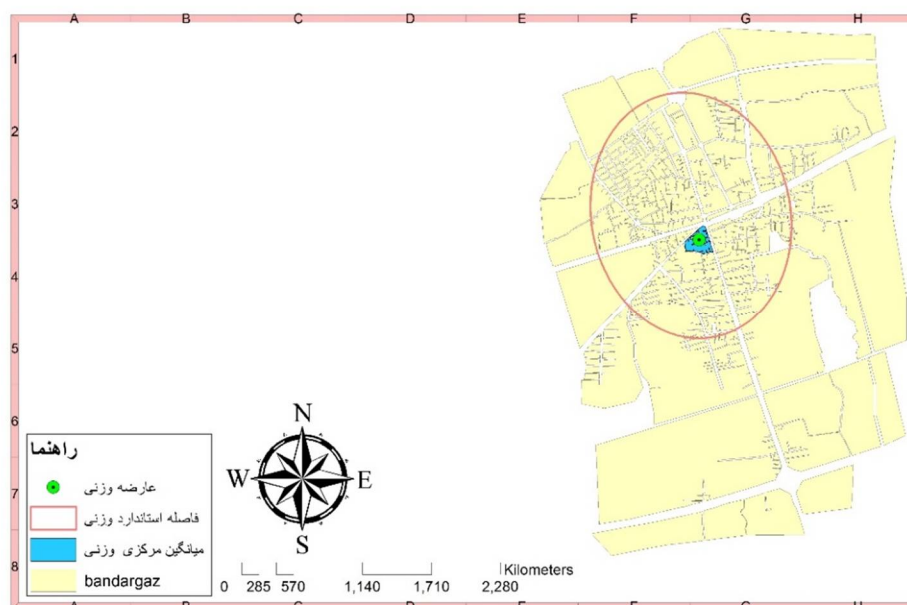 A B C D E F G H
1
2
3
4
5
6
7
8
راهنما
عارضه وزنی
فاصله استاندارد وزنی
میانگین مرکزی وزنی
bandargaz
N
W E
S
Kilometers
0 285 570 1,140 1,710 2,280
A B C D E F G H